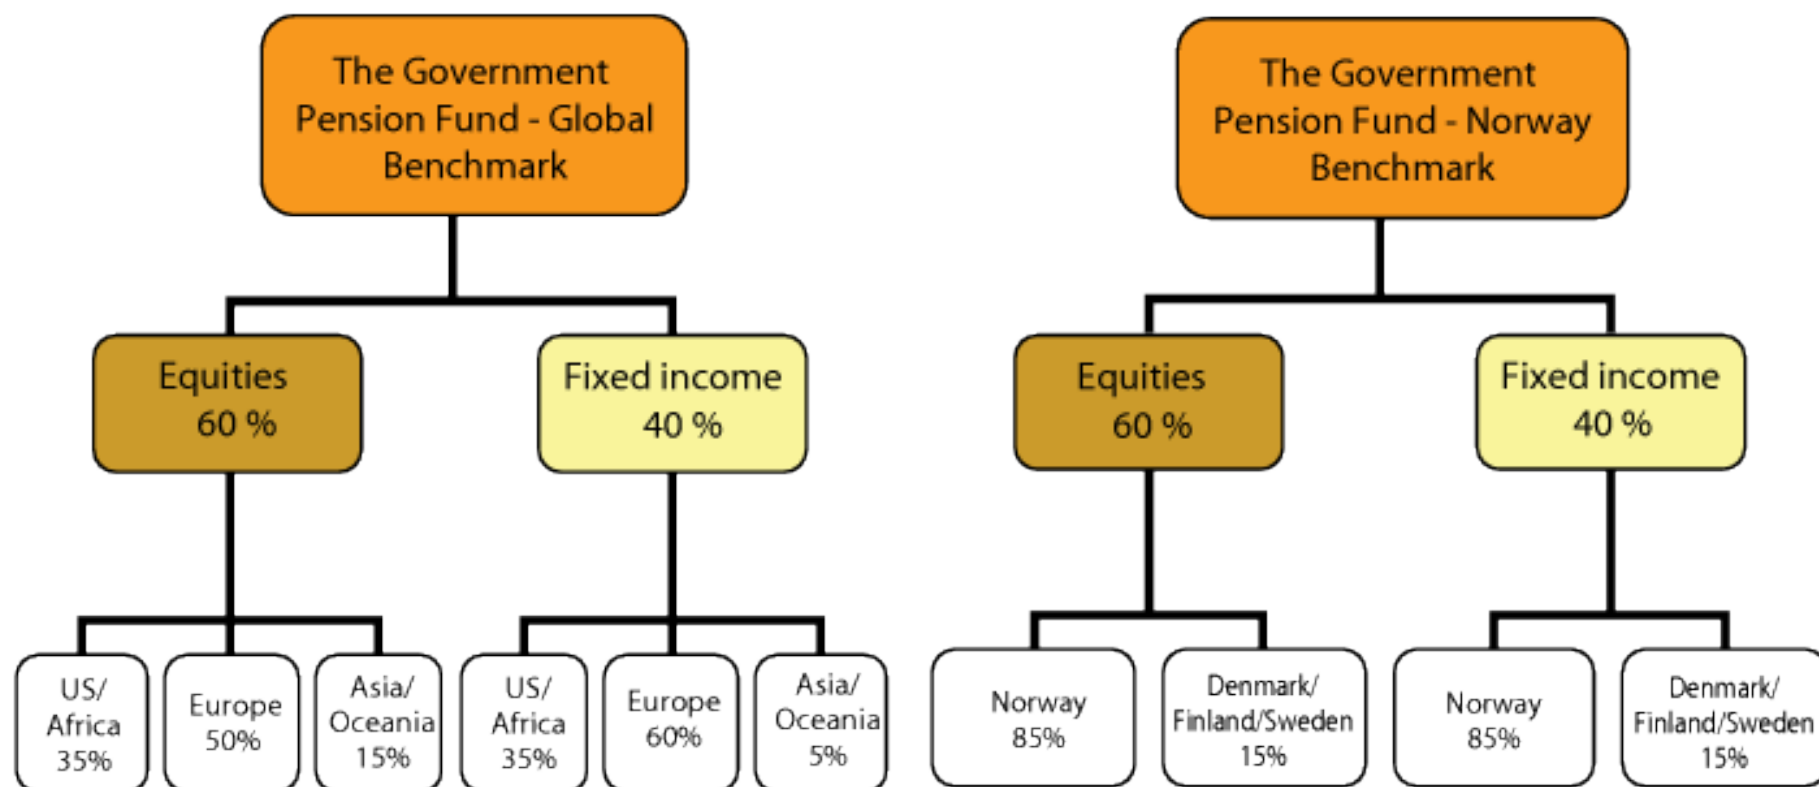 The Government
Pension Fund - Global
Benchmark
Equities
60 %
Fixed income
40 %
US/
Africa
35%
Europe
50%
Asia/
Oceania
15%
US/
Africa
35%
Europe
60%
Asia/
Oceania
5%
The Government
Pension Fund - Norway
Benchmark
Equities
60 %
Fixed income
40 %
Norway
85%
Denmark/
Finland/Sweden
15%
Norway
85%
Denmark/
Finland/Sweden
15%